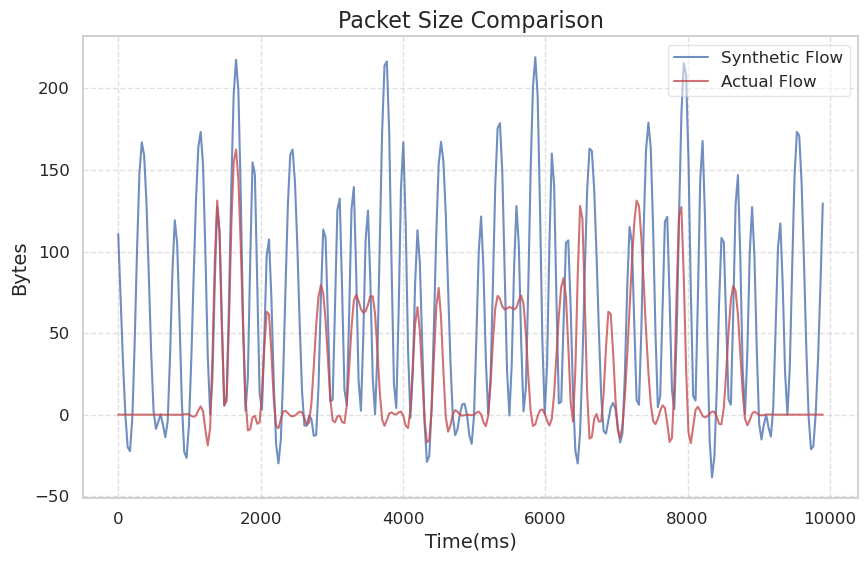 Packet Size Comparison
Synthetic Flow
Actual Flow
Bytes
200
150
100
50
0
−50
0 2000 4000 6000 8000 10000
Time(ms)